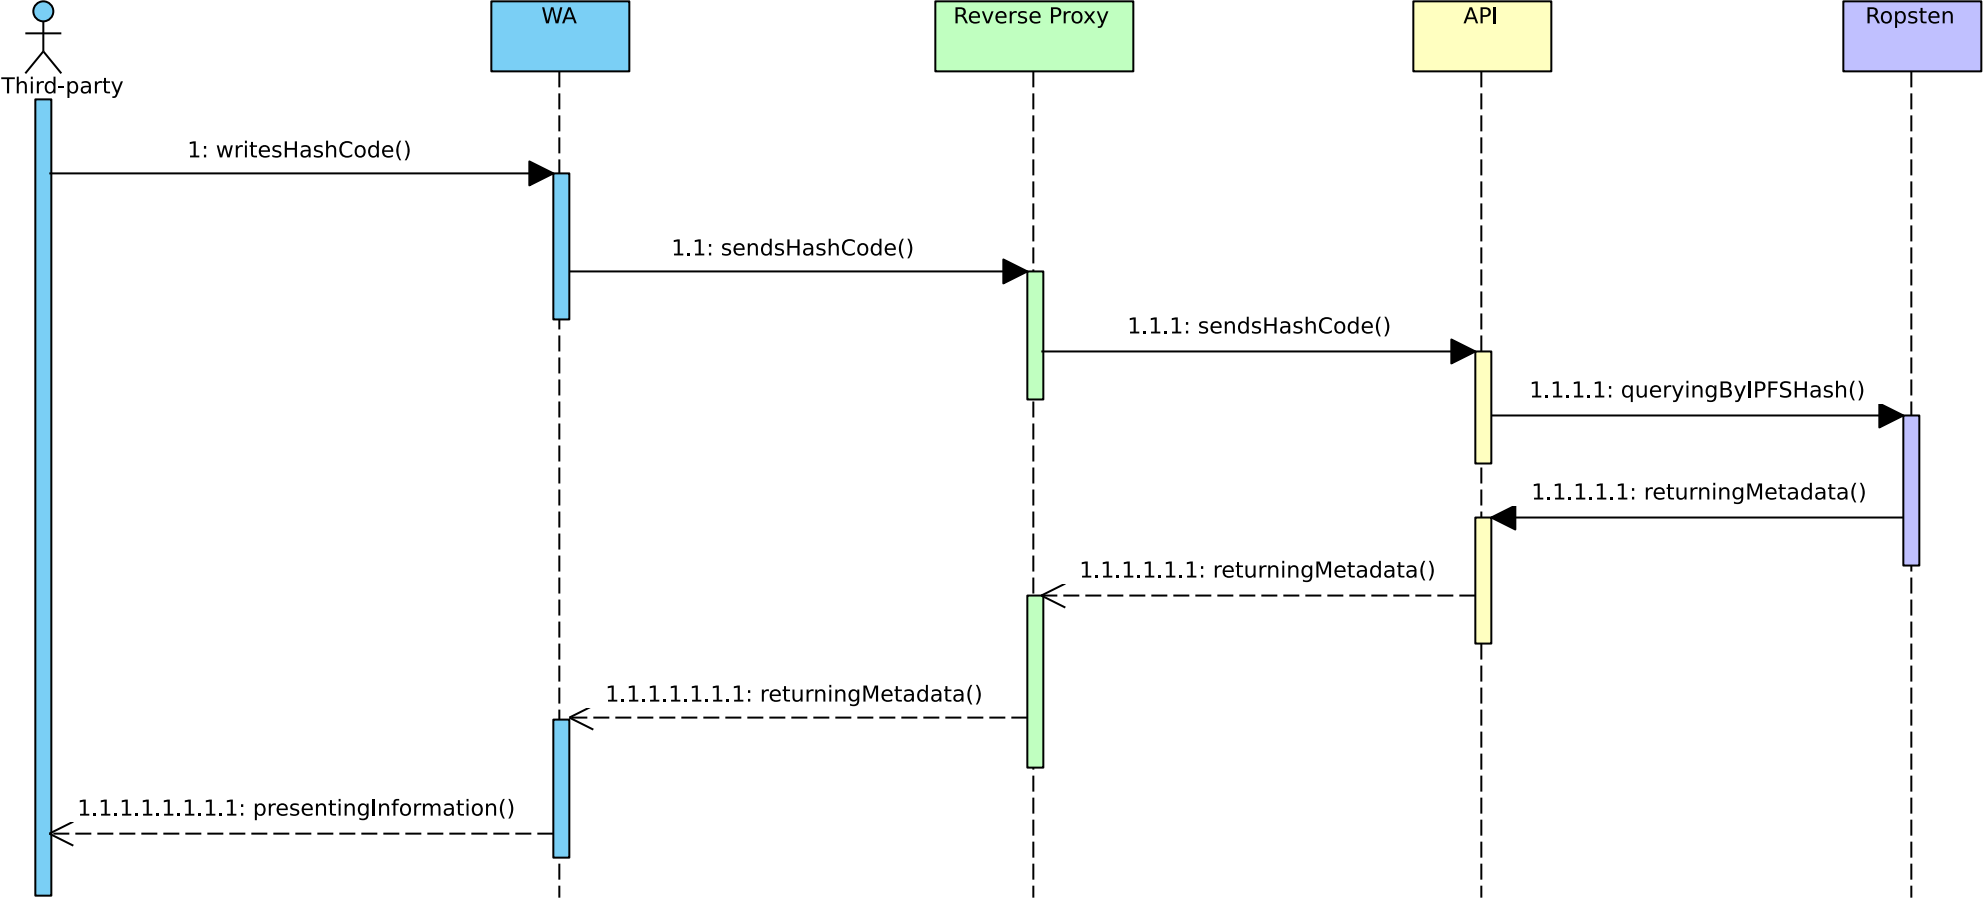 WA
Reverse Proxy
API
Ropsten
Third-party
1: writesHashCode()
1.1: sendsHashCode()
1.1.1: sendsHashCode()
1.1.1.1: queryingByIPFSHash()
1.1.1.1.1: returningMetadata()
1.1.1.1.1.1: returningMetadata()
1.1.1.1.1.1.1: returningMetadata()
1.1.1.1.1.1.1.1: presentingInformation()